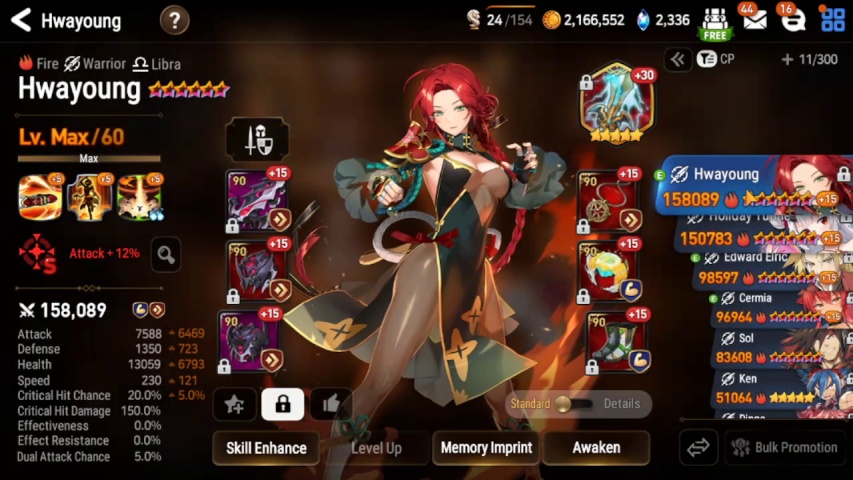 Hwayoung
?
24/154
2,166,552
2,336
FREE
44
16
Fire Warrior Libra
Hwayoung
Lv. Max/60
Max
+5
+5
+5
S
Attack + 12%
158,089
Attack 7588 6469
Defense 1350 723
Health 13059 6793
Speed 230 121
Critical Hit Chance 20.0% 5.0%
Critical Hit Damage 150.0%
Effectiveness 0.0%
Effect Resistance 0.0%
Dual Attack Chance 5.0%
90 +15
90 +15
90 +15
+30
90 +15
90 +15
90 +15
Standard
Details
Skill Enhance
Level Up
Memory Imprint
Awaken
CP
+ 11/300
E Hwayoung
158089 +15
150783 +15
E Edward Elric
98597 +15
E Cermia
96964 +15
Sol
83608
Ken
51064
Bulk Promotion